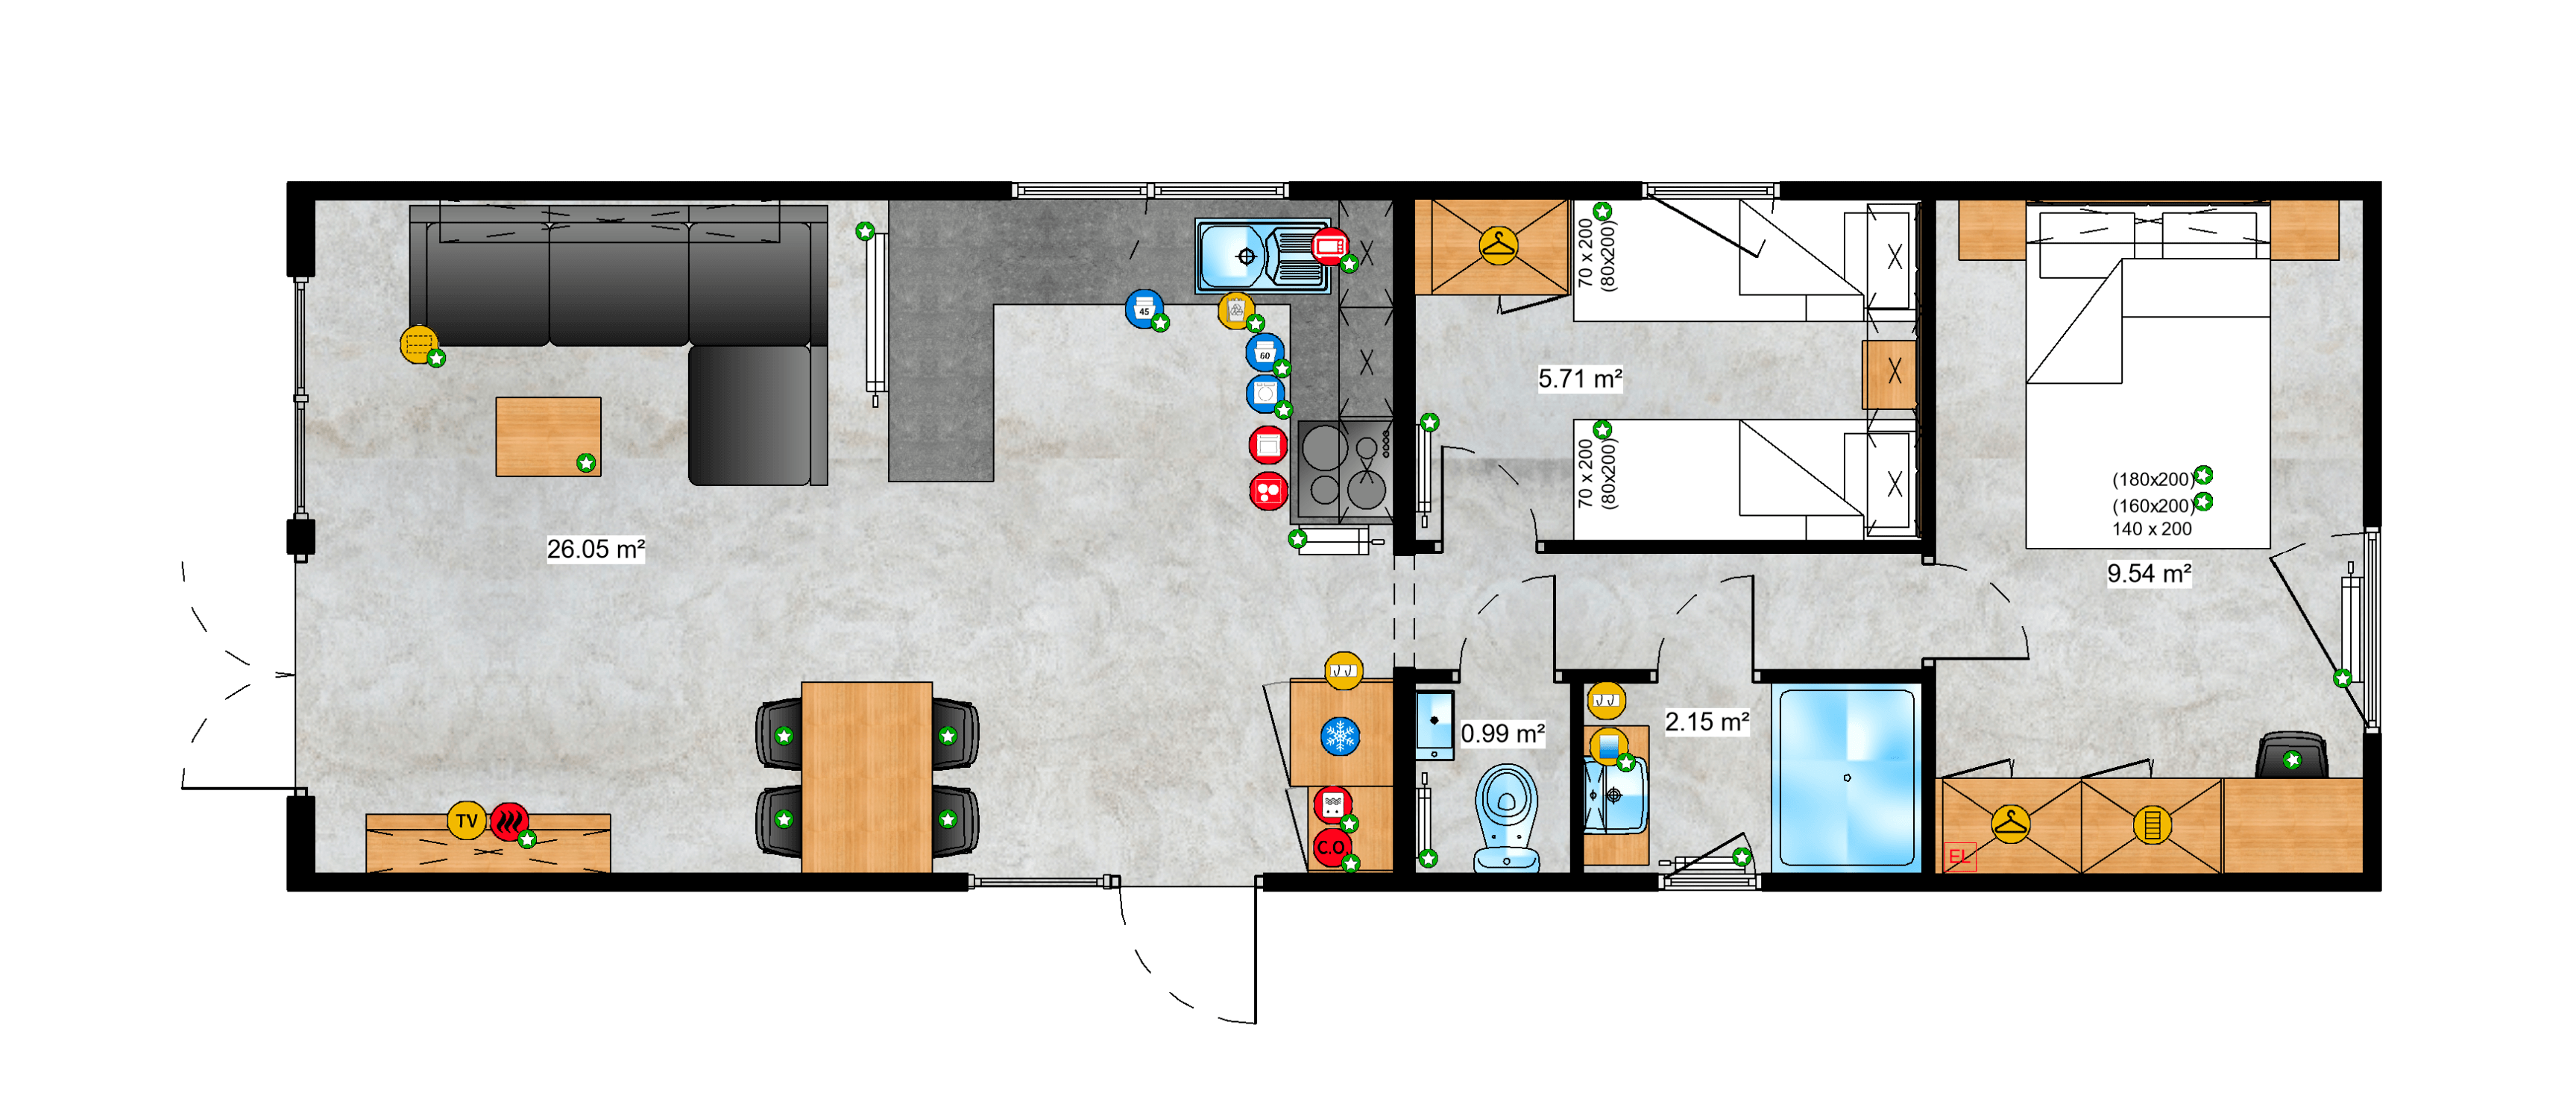 70 x 200
(80x200)
45
60
5.71 m²
70 x 200
(80x200)
(180x200)
(160x200)
140 x 200
26.05 m²
9.54 m²
0.99 m²
2.15 m²
TV
C.O.
EL